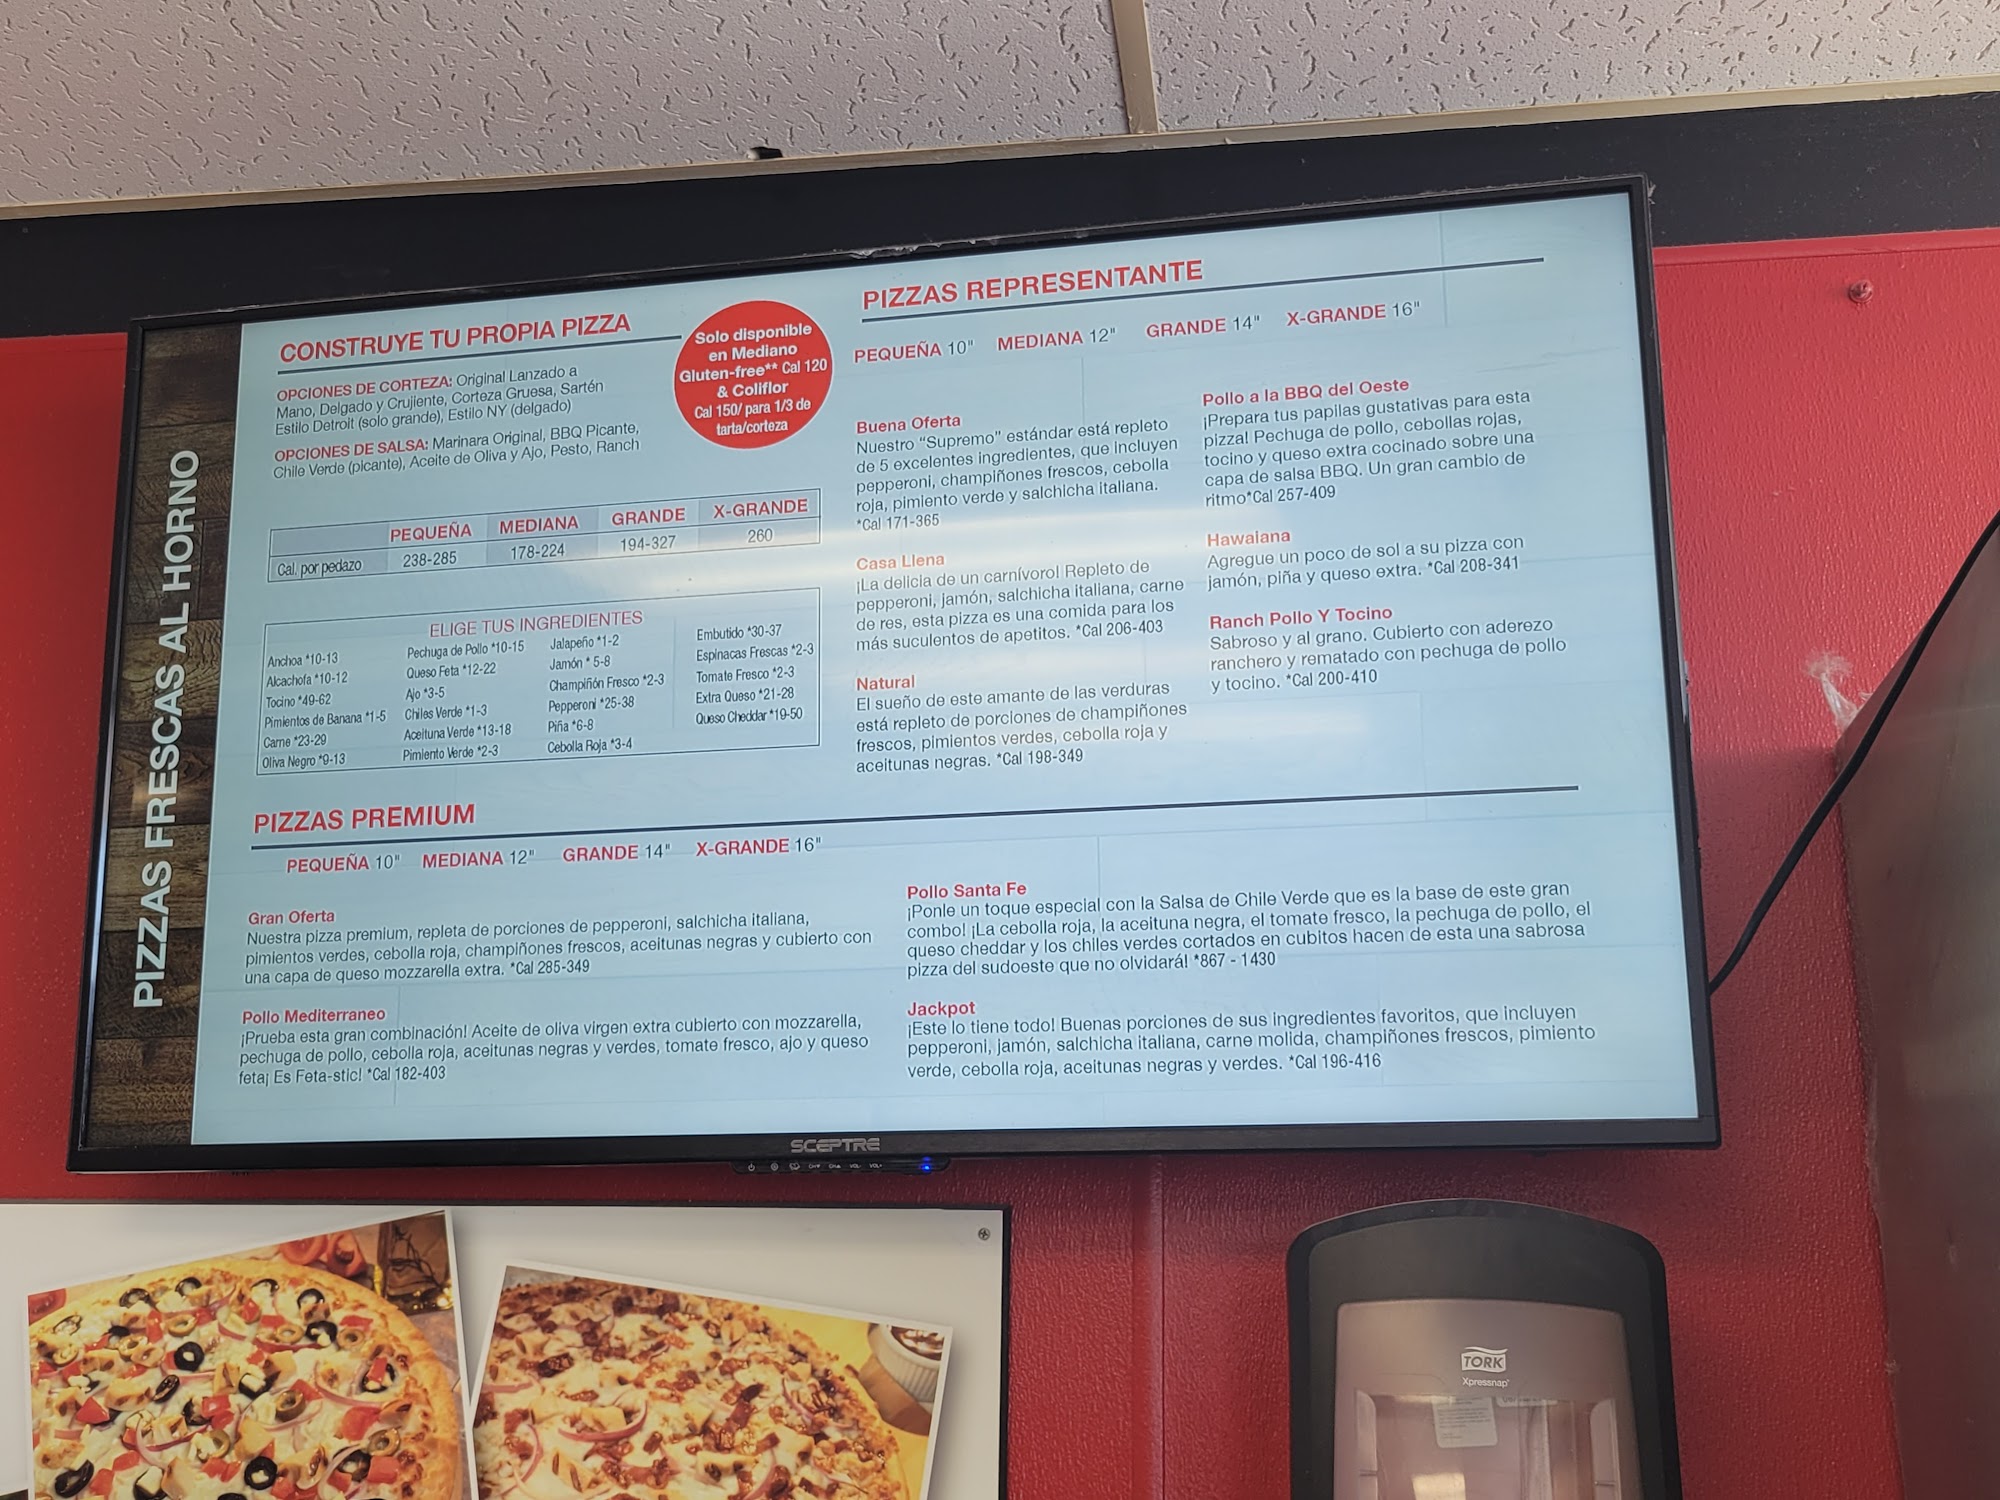 PIZZAS FRESCAS AL HORNO
CONSTRUYE TU PROPIA PIZZA
OPCIONES DE CORTEZA: Original Lanzado a
Mano, Delgado y Crujiente, Corteza Gruesa, Sartén
Estilo Detroit (solo grande), Estilo NY (delgado)
OPCIONES DE SALSA: Marinara Original, BBQ Picante,
Chile Verde (picante), Aceite de Oliva y Ajo, Pesto, Ranch
Solo disponible
en Mediano
Gluten-free** Cal 120
& Coliflor
Cal 150/ para 1/3 de
tarta/corteza
PEQUEÑA MEDIANA GRANDE X-GRANDE
Cal. por pedazo 238-285 178-224 194-327 260
ELIGE TUS INGREDIENTES
Anchoa *10-13
Alcachofa *10-12
Tocino *49-62
Pimientos de Banana *1-5
Carne *23-29
Oliva Negro *9-13
Pechuga de Pollo *10-15
Queso Feta *12-22
Ajo *3-5
Chiles Verde *1-3
Aceituna Verde *13-18
Pimiento Verde *2-3
Jalapeño *1-2
Jamón * 5-8
Champiñón Fresco *2-3
Pepperoni *25-38
Piña *6-8
Cebolla Roja *3-4
Embutido *30-37
Espinacas Frescas *2-3
Tomate Fresco *2-3
Extra Queso *21-28
Queso Cheddar *19-50
PIZZAS REPRESENTANTE
PEQUEÑA 10" MEDIANA 12" GRANDE 14" X-GRANDE 16"
Buena Oferta
Nuestro "Supremo" estándar está repleto
de 5 excelentes ingredientes, que incluyen
pepperoni, champiñones frescos, cebolla
roja, pimiento verde y salchicha italiana.
*Cal 171-365
Casa Llena
¡La delicia de un carnívoro! Repleto de
pepperoni, jamón, salchicha italiana, carne
de res, esta pizza es una comida para los
más suculentos de apetitos. *Cal 206-403
Natural
El sueño de este amante de las verduras
está repleto de porciones de champiñones
frescos, pimientos verdes, cebolla roja y
aceitunas negras. *Cal 198-349
Pollo a la BBQ del Oeste
¡Prepara tus papilas gustativas para esta
pizza! Pechuga de pollo, cebollas rojas,
tocino y queso extra cocinado sobre una
capa de salsa BBQ. Un gran cambio de
ritmo*Cal 257-409
Hawaiana
Agregue un poco de sol a su pizza con
jamón, piña y queso extra. *Cal 208-341
Ranch Pollo Y Tocino
Sabroso y al grano. Cubierto con aderezo
ranchero y rematado con pechuga de pollo
y tocino. *Cal 200-410
PIZZAS PREMIUM
PEQUEÑA 10" MEDIANA 12" GRANDE 14" X-GRANDE 16"
Gran Oferta
Nuestra pizza premium, repleta de porciones de pepperoni, salchicha italiana,
pimientos verdes, cebolla roja, champiñones frescos, aceitunas negras y cubierto con
una capa de queso mozzarella extra. *Cal 285-349
Pollo Mediterraneo
¡Prueba esta gran combinación! Aceite de oliva virgen extra cubierto con mozzarella,
pechuga de pollo, cebolla roja, aceitunas negras y verdes, tomate fresco, ajo y queso
feta¡ Es Feta-stic! *Cal 182-403
Pollo Santa Fe
¡Ponle un toque especial con la Salsa de Chile Verde que es la base de este gran
combo! ¡La cebolla roja, la aceituna negra, el tomate fresco, la pechuga de pollo, el
queso cheddar y los chiles verdes cortados en cubitos hacen de esta una sabrosa
pizza del sudoeste que no olvidará! *867 - 1430
Jackpot
¡Este lo tiene todo! Buenas porciones de sus ingredientes favoritos, que incluyen
pepperoni, jamón, salchicha italiana, carne molida, champiñones frescos, pimiento
verde, cebolla roja, aceitunas negras y verdes. *Cal 196-416
SCEPTRE
TORK
Xpressnap